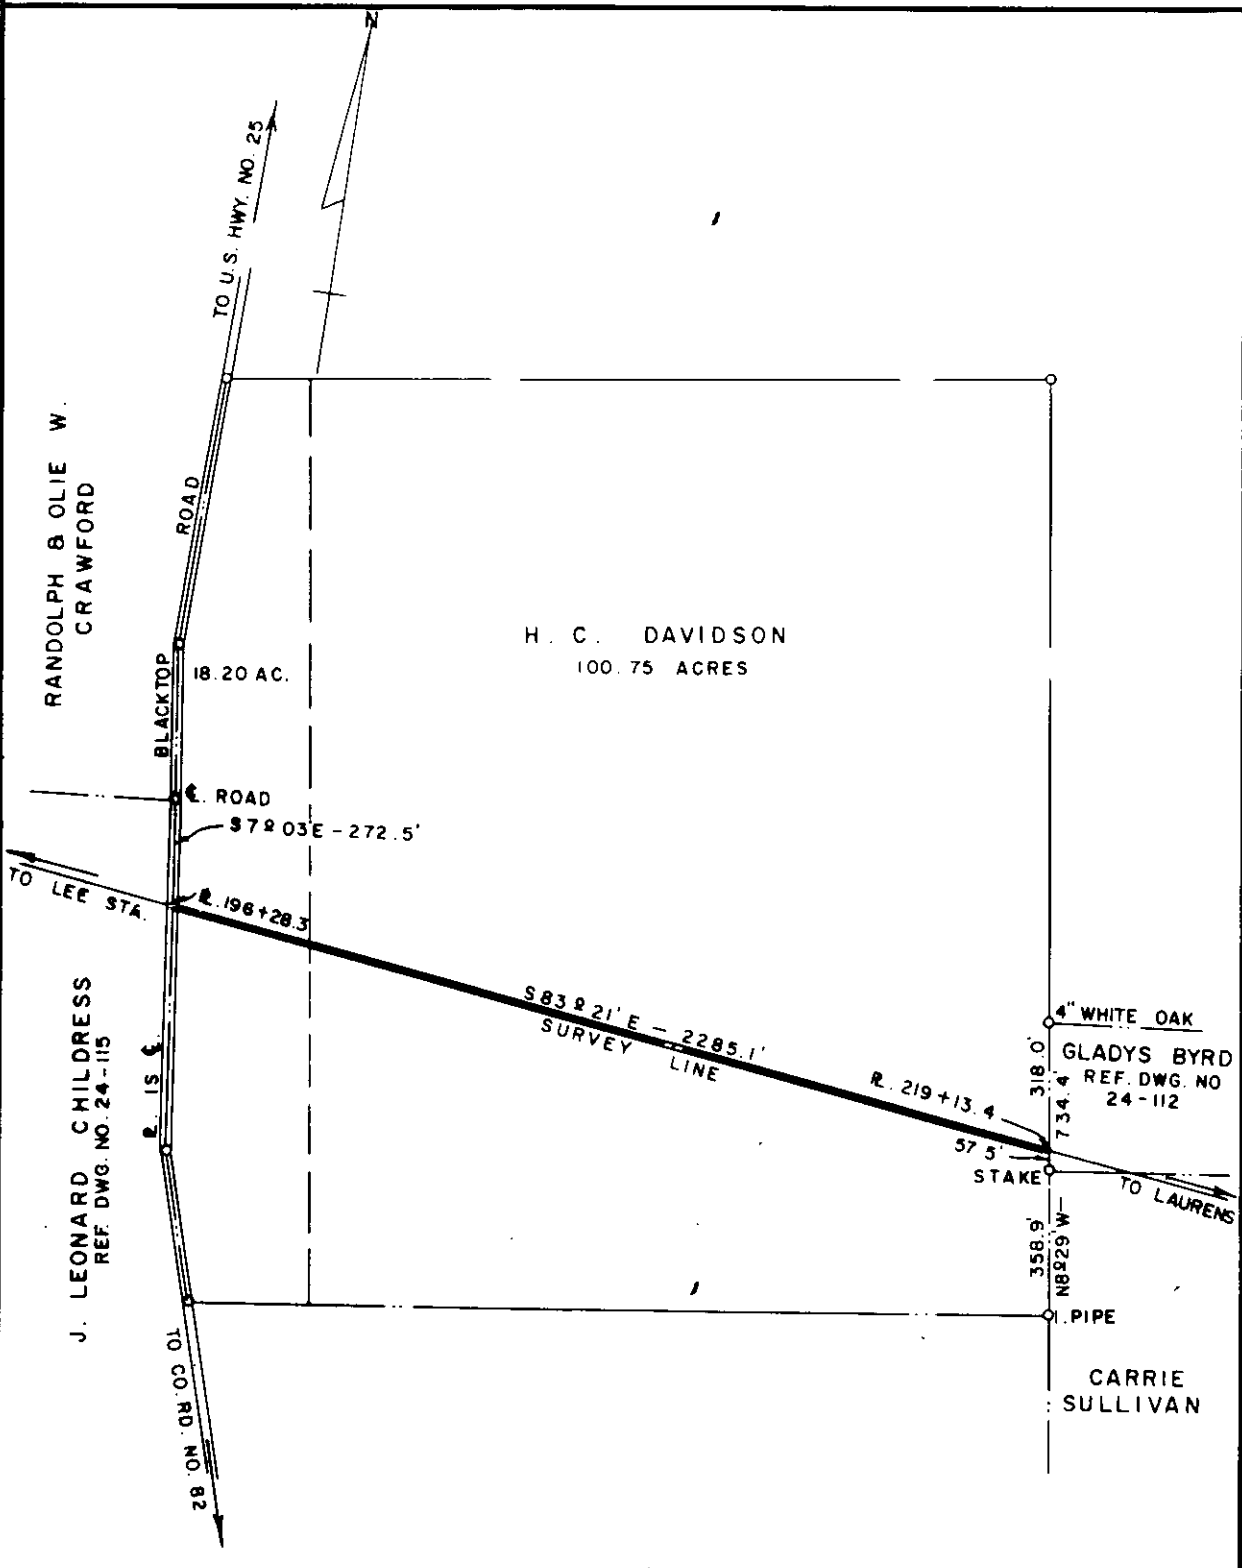 N
TO U.S. HWY. NO. 25
RANDOLPH & OLIE W.
CRAWFORD
ROAD
H. C. DAVIDSON
100.75 ACRES
18.20 AC.
BLACKTOP
℄. ROAD
S7º03'E - 272.5'
TO LEE STA.
℄. 196+28.3
S83º21'E - 2285.1'
SURVEY LINE
4" WHITE OAK
GLADYS BYRD
REF. DWG. NO
24-112
318.0'
734.4'
℄. 219+13.4
57.5'
STAKE
TO LAURENS
358.9'
N8º29'W-
I. PIPE
CARRIE
SULLIVAN
J. LEONARD CHILDRESS
REF. DWG. NO. 24-115
℄ IS ℄
TO CO. RD. NO. 82